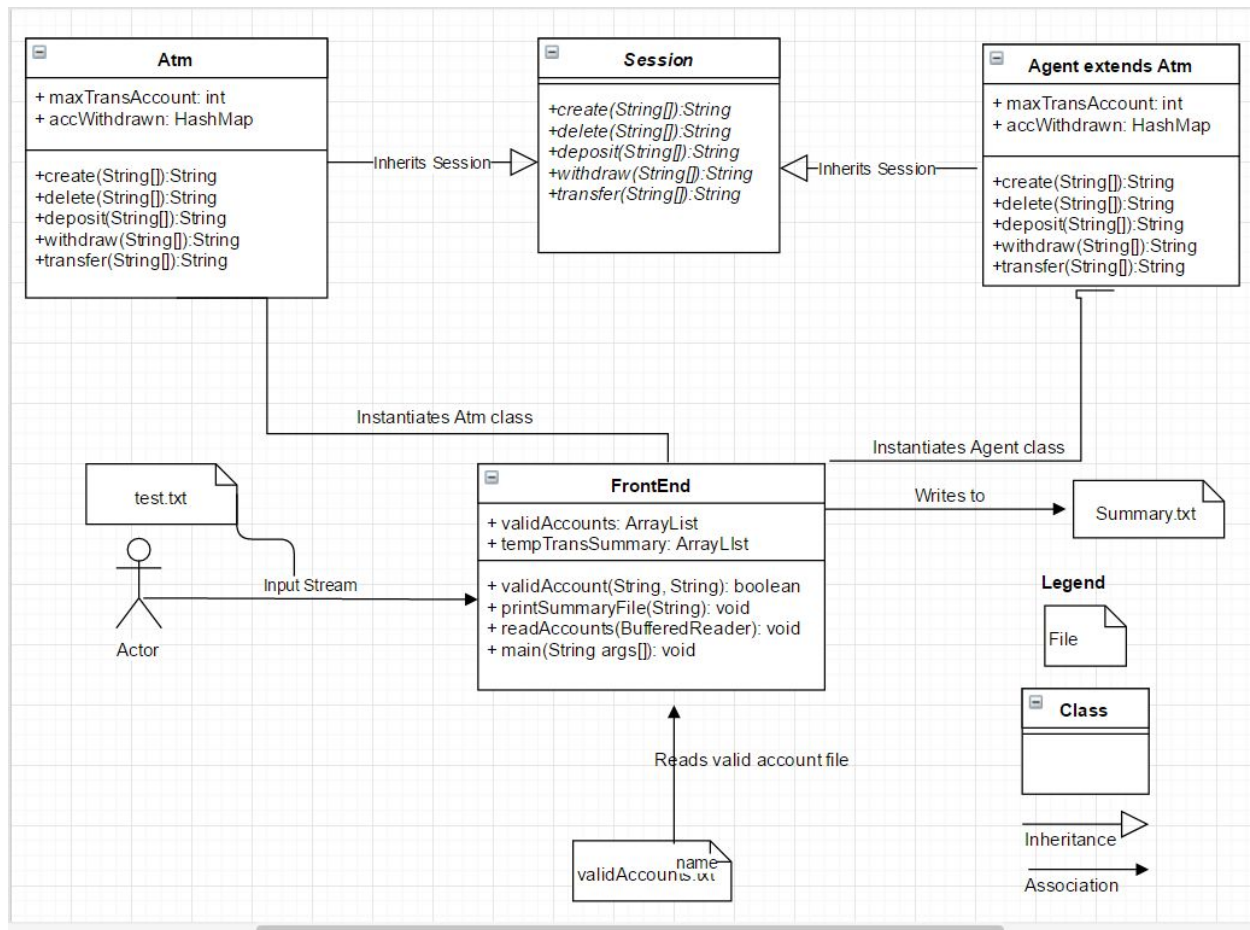 Atm
+ maxTransAccount: int
+ accWithdrawn: HashMap
+create(String[]):String
+delete(String[]):String
+deposit(String[]):String
+withdraw(String[]):String
+transfer(String[]):String
Inherits Session
Session
+create(String[]):String
+delete(String[]):String
+deposit(String[]):String
+withdraw(String[]):String
+transfer(String[]):String
Inherits Session
Agent extends Atm
+ maxTransAccount: int
+ accWithdrawn: HashMap
+create(String[]):String
+delete(String[]):String
+deposit(String[]):String
+withdraw(String[]):String
+transfer(String[]):String
Instantiates Atm class
Instantiates Agent class
test.txt
Actor
Input Stream
FrontEnd
+ validAccounts: ArrayList
+ tempTransSummary: ArrayLIst
+ validAccount(String, String): boolean
+ printSummaryFile(String): void
+ readAccounts(BufferedReader): void
+ main(String args[]): void
Writes to
Summary.txt
Reads valid account file
name
validAccounts.txt
Legend
File
Class
Inheritance
Association